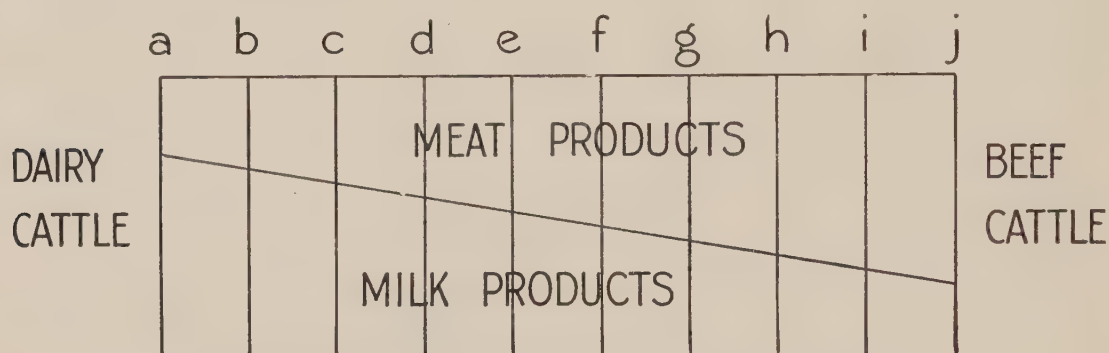 a b c d e f g h i j
MEAT PRODUCTS
DAIRY
CATTLE
BEEF
CATTLE
MILK PRODUCTS